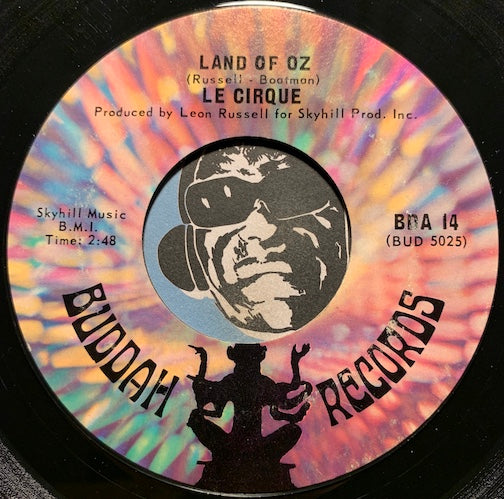 LAND OF OZ
(Russell - Boatman)
LE CIRQUE
Produced by Leon Russell for Skyhill Prod. Inc.
Skyhill Music
B.M.I.
Time: 2:48
BDA 14
(BUD 5025)
BUDDAH RECORDS